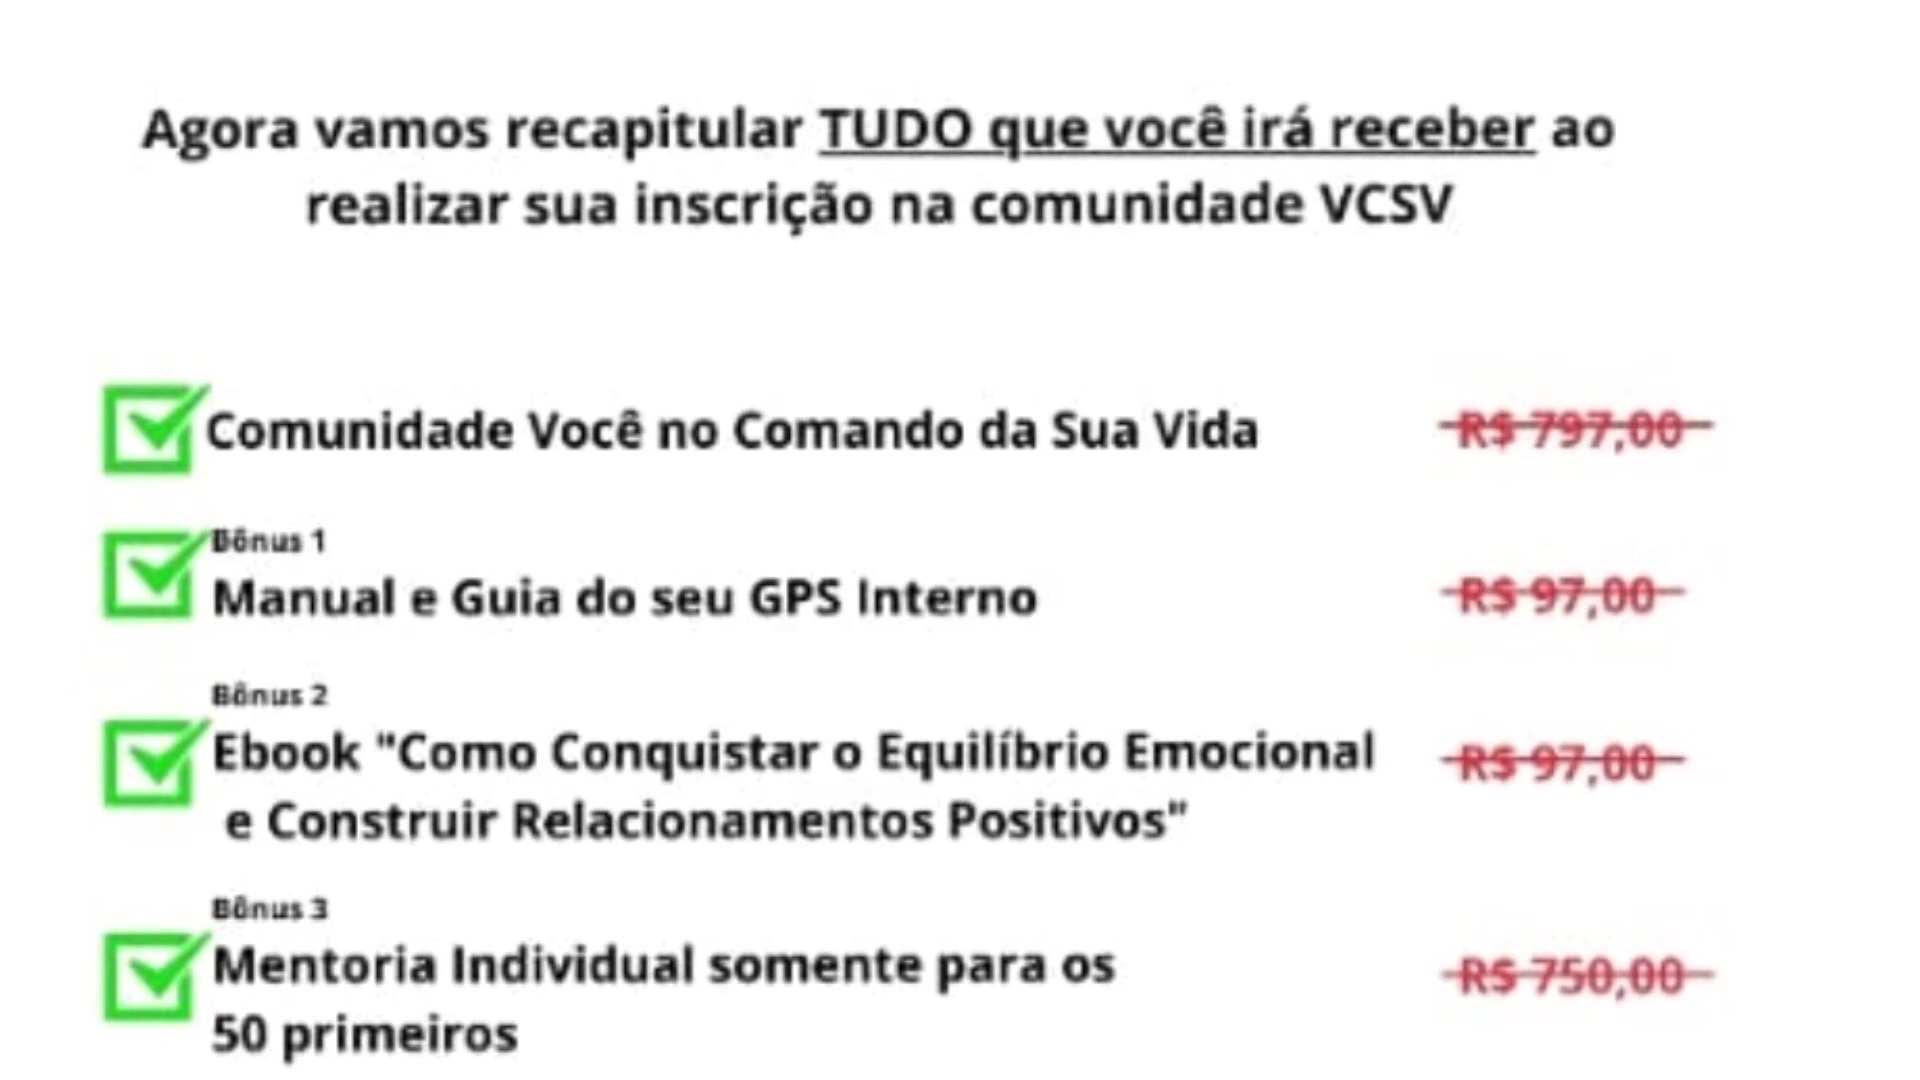 Agora vamos recapitular TUDO que você irá receber ao
realizar sua inscrição na comunidade VCSV
Comunidade Você no Comando da Sua Vida R$ 797,00
Bônus 1
Manual e Guia do seu GPS Interno R$ 97,00
Bônus 2
Ebook "Como Conquistar o Equilíbrio Emocional R$ 97,00
e Construir Relacionamentos Positivos"
Bônus 3
Mentoria Individual somente para os R$ 750,00
50 primeiros